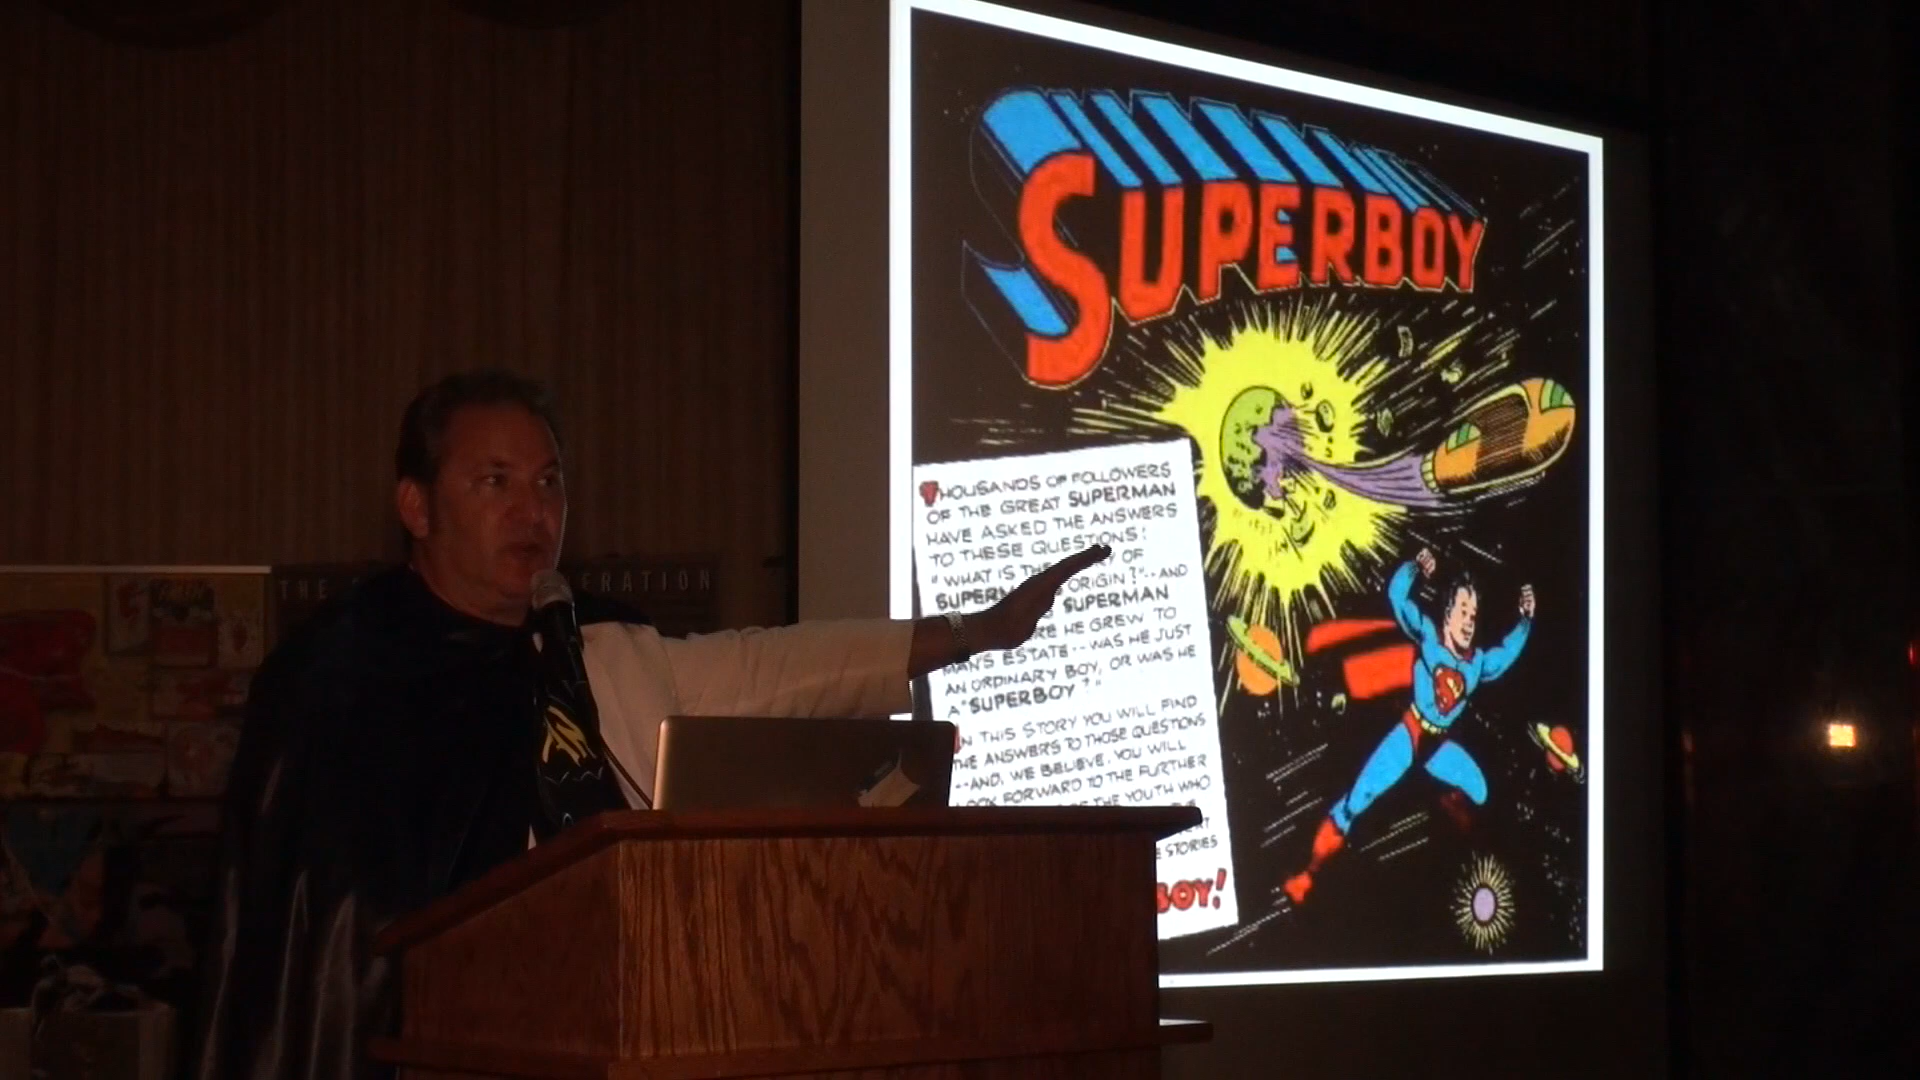 SUPERBOY
THOUSANDS OF FOLLOWERS
OF THE GREAT SUPERMAN
HAVE ASKED THE ANSWERS
TO THESE QUESTIONS:
"WHAT IS THE OF
ORIGIN?"--AND
SUPERMAN
HE GREW TO
MAN'S ESTATE--WAS HE JUST
AN ORDINARY BOY, OR WAS HE
A "SUPERBOY?"
IN THIS STORY YOU WILL FIND
THE ANSWERS TO THOSE QUESTIONS
--AND, WE BELIEVE, YOU WILL
LOOK FORWARD TO THE FURTHER
THE YOUTH WHO
STORIES
BOY!
THE